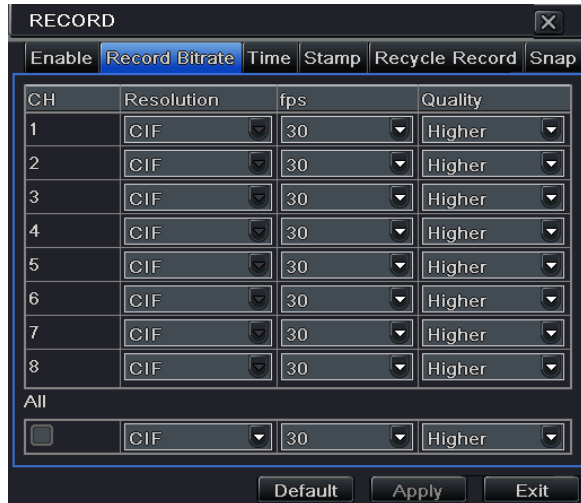 RECORD
Enable Record Bitrate Time Stamp Recycle Record Snap
CH Resolution fps Quality
1 CIF 30 Higher
2 CIF 30 Higher
3 CIF 30 Higher
4 CIF 30 Higher
5 CIF 30 Higher
6 CIF 30 Higher
7 CIF 30 Higher
8 CIF 30 Higher
All
CIF 30 Higher
Default Apply Exit